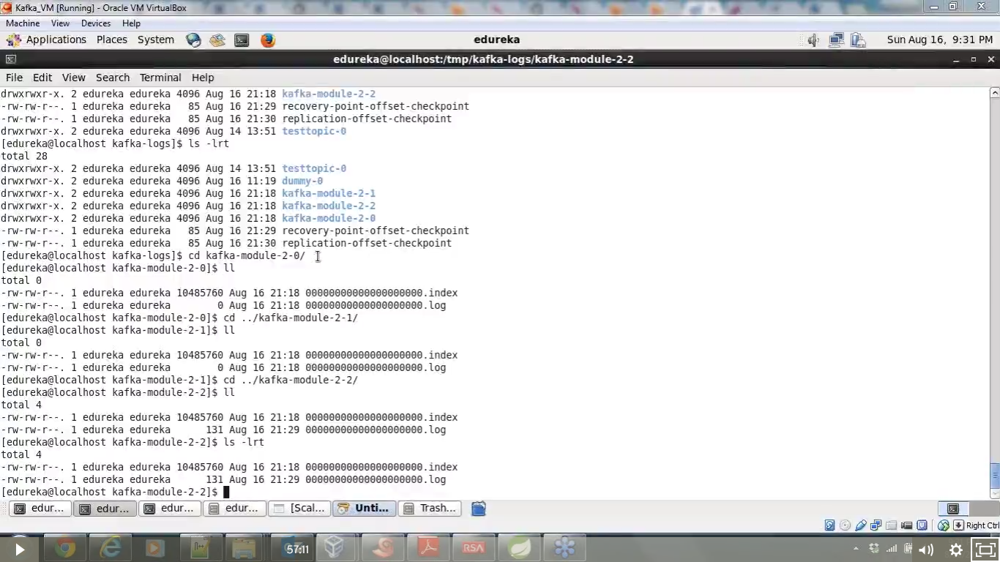 Kafka_VM [Running] - Oracle VM VirtualBox
Machine View Devices Help
Applications Places System edureka Sun Aug 16, 9:31 PM
edureka@localhost:/tmp/kafka-logs/kafka-module-2-2
File Edit View Search Terminal Help
drwxrwxr-x. 2 edureka edureka 4096 Aug 16 21:18 kafka-module-2-2
-rw-rw-r--. 1 edureka edureka   85 Aug 16 21:29 recovery-point-offset-checkpoint
-rw-rw-r--. 1 edureka edureka   85 Aug 16 21:30 replication-offset-checkpoint
drwxrwxr-x. 2 edureka edureka 4096 Aug 14 13:51 testtopic-0
[edureka@localhost kafka-logs]$ ls -lrt
total 28
drwxrwxr-x. 2 edureka edureka 4096 Aug 14 13:51 testtopic-0
drwxrwxr-x. 2 edureka edureka 4096 Aug 16 11:19 dummy-0
drwxrwxr-x. 2 edureka edureka 4096 Aug 16 21:18 kafka-module-2-1
drwxrwxr-x. 2 edureka edureka 4096 Aug 16 21:18 kafka-module-2-2
drwxrwxr-x. 2 edureka edureka 4096 Aug 16 21:18 kafka-module-2-0
-rw-rw-r--. 1 edureka edureka   85 Aug 16 21:29 recovery-point-offset-checkpoint
-rw-rw-r--. 1 edureka edureka   85 Aug 16 21:30 replication-offset-checkpoint
[edureka@localhost kafka-logs]$ cd kafka-module-2-0/
[edureka@localhost kafka-module-2-0]$ ll
total 0
-rw-rw-r--. 1 edureka edureka 10485760 Aug 16 21:18 00000000000000000000.index
-rw-rw-r--. 1 edureka edureka        0 Aug 16 21:18 00000000000000000000.log
[edureka@localhost kafka-module-2-0]$ cd ../kafka-module-2-1/
[edureka@localhost kafka-module-2-1]$ ll
total 0
-rw-rw-r--. 1 edureka edureka 10485760 Aug 16 21:18 00000000000000000000.index
-rw-rw-r--. 1 edureka edureka        0 Aug 16 21:18 00000000000000000000.log
[edureka@localhost kafka-module-2-1]$ cd ../kafka-module-2-2/
[edureka@localhost kafka-module-2-2]$ ll
total 4
-rw-rw-r--. 1 edureka edureka 10485760 Aug 16 21:18 00000000000000000000.index
-rw-rw-r--. 1 edureka edureka      131 Aug 16 21:29 00000000000000000000.log
[edureka@localhost kafka-module-2-2]$ ls -lrt
total 4
-rw-rw-r--. 1 edureka edureka 10485760 Aug 16 21:18 00000000000000000000.index
-rw-rw-r--. 1 edureka edureka      131 Aug 16 21:29 00000000000000000000.log
[edureka@localhost kafka-module-2-2]$
edur... edur... edur... edur... [Scal... Unti... Trash...
Right Ctrl
57:11 RSA